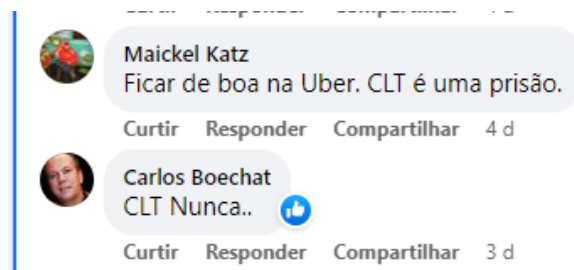 Maickel Katz
Ficar de boa na Uber. CLT é uma prisão.
Curtir Responder Compartilhar 4 d
Carlos Boechat
CLT Nunca..
Curtir Responder Compartilhar 3 d